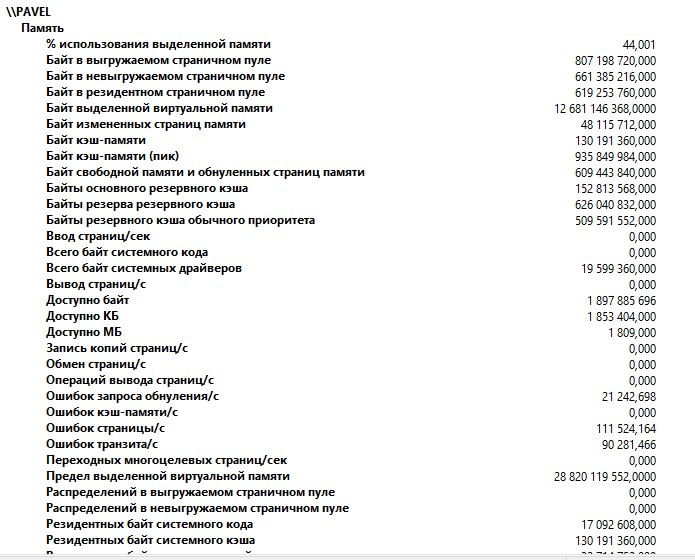 \\PAVEL
Память
% использования выделенной памяти 44,001
Байт в выгружаемом страничном пуле 807 198 720,000
Байт в невыгружаемом страничном пуле 661 385 216,000
Байт в резидентном страничном пуле 619 253 760,000
Байт выделенной виртуальной памяти 12 681 146 368,0000
Байт измененных страниц памяти 48 115 712,000
Байт кэш-памяти 130 191 360,000
Байт кэш-памяти (пик) 935 849 984,000
Байт свободной памяти и обнуленных страниц памяти 609 443 840,000
Байты основного резервного кэша 152 813 568,000
Байты резерва резервного кэша 626 040 832,000
Байты резервного кэша обычного приоритета 509 591 552,000
Ввод страниц/сек 0,000
Всего байт системного кода 0,000
Всего байт системных драйверов 19 599 360,000
Вывод страниц/с 0,000
Доступно байт 1 897 885 696
Доступно КБ 1 853 404,000
Доступно МБ 1 809,000
Запись копий страниц/с 0,000
Обмен страниц/с 0,000
Операций вывода страниц/с 0,000
Ошибок запроса обнуления/с 21 242,698
Ошибок кэш-памяти/с 0,000
Ошибок страницы/с 111 524,164
Ошибок транзита/с 90 281,466
Переходных многоцелевых страниц/сек 0,000
Предел выделенной виртуальной памяти 28 820 119 552,0000
Распределений в выгружаемом страничном пуле 0,000
Распределений в невыгружаемом страничном пуле 0,000
Резидентных байт системного кода 17 092 608,000
Резидентных байт системного кэша 130 191 360,000